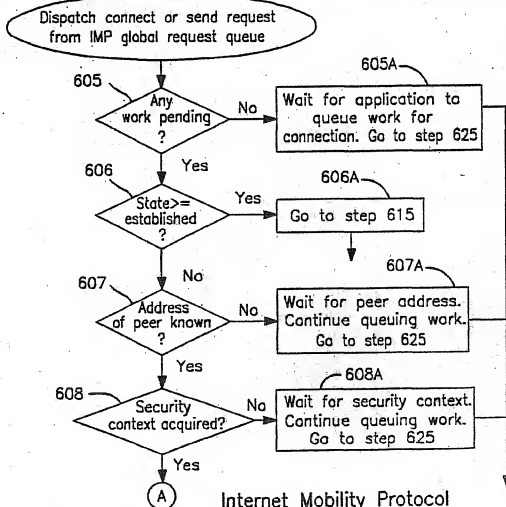 Dispatch connect or send request
from IMP global request queue
605
Any
work pending
?
No
605A
Wait for application to
queue work for
connection. Go to step 625
Yes
606
State>=
established
?
Yes
606A
Go to step 615
No
607
Address
of peer known
?
No
607A
Wait for peer address.
Continue queuing work.
Go to step 625
Yes
608
Security
context acquired?
No
608A
Wait for security context.
Continue queuing work.
Go to step 625
Yes
A
Internet Mobility Protocol